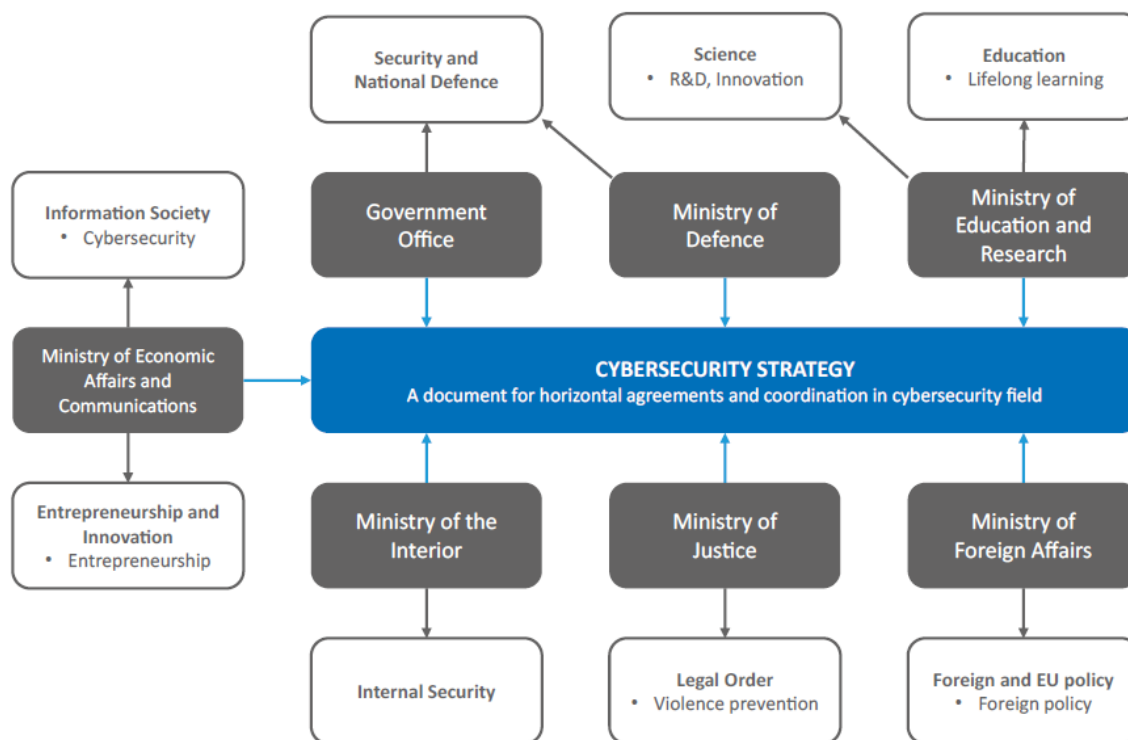 Security and
National Defence
Science
• R&D, Innovation
Education
• Lifelong learning
Information Society
• Cybersecurity
Government
Office
Ministry of
Defence
Ministry of
Education and
Research
Ministry of Economic
Affairs and
Communications
CYBERSECURITY STRATEGY
A document for horizontal agreements and coordination in cybersecurity field
Entrepreneurship and
Innovation
• Entrepreneurship
Ministry of the
Interior
Ministry of
Justice
Ministry of
Foreign Affairs
Internal Security
Legal Order
• Violence prevention
Foreign and EU policy
• Foreign policy